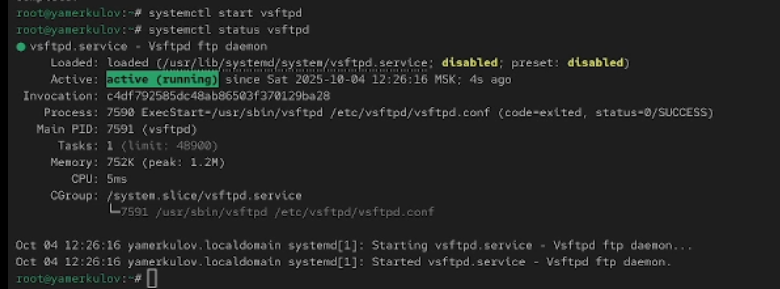 root@yamerkulov:~# systemctl start vsftpd
root@yamerkulov:~# systemctl status vsftpd
● vsftpd.service - Vsftpd ftp daemon
Loaded: loaded (/usr/lib/systemd/system/vsftpd.service; disabled; preset: disabled)
Active: active (running) since Sat 2025-10-04 12:26:16 MSK; 4s ago
Invocation: c4df792585dc48ab86503f370129ba28
Process: 7590 ExecStart=/usr/sbin/vsftpd /etc/vsftpd/vsftpd.conf (code=exited, status=0/SUCCESS)
Main PID: 7591 (vsftpd)
Tasks: 1 (limit: 48900)
Memory: 752K (peak: 1.2M)
CPU: 5ms
CGroup: /system.slice/vsftpd.service
└─7591 /usr/sbin/vsftpd /etc/vsftpd/vsftpd.conf
Oct 04 12:26:16 yamerkulov.localdomain systemd[1]: Starting vsftpd.service - Vsftpd ftp daemon...
Oct 04 12:26:16 yamerkulov.localdomain systemd[1]: Started vsftpd.service - Vsftpd ftp daemon.
root@yamerkulov:~#